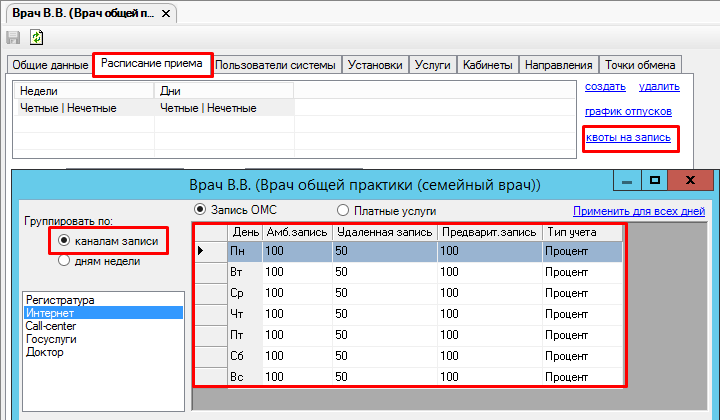 Врач В.В. (Врач общей п...
Общие данные Расписание приема Пользователи системы Установки Услуги Кабинеты Направления Точки обмена
Недели Дни
Четные | Нечетные Четные | Нечетные
создать удалить
график отпусков
квоты на запись
Врач В.В. (Врач общей практики (семейный врач))
Группировать по:
каналам записи
дням недели
Запись ОМС Платные услуги Применить для всех дней
Регистратура
Интернет
Call-center
Госуслуги
Доктор
День Амб.запись Удаленная запись Предварит.запись Тип учета
Пн 100 50 100 Процент
Вт 100 50 100 Процент
Ср 100 50 100 Процент
Чт 100 50 100 Процент
Пт 100 50 100 Процент
Сб 100 50 100 Процент
Вс 100 50 100 Процент